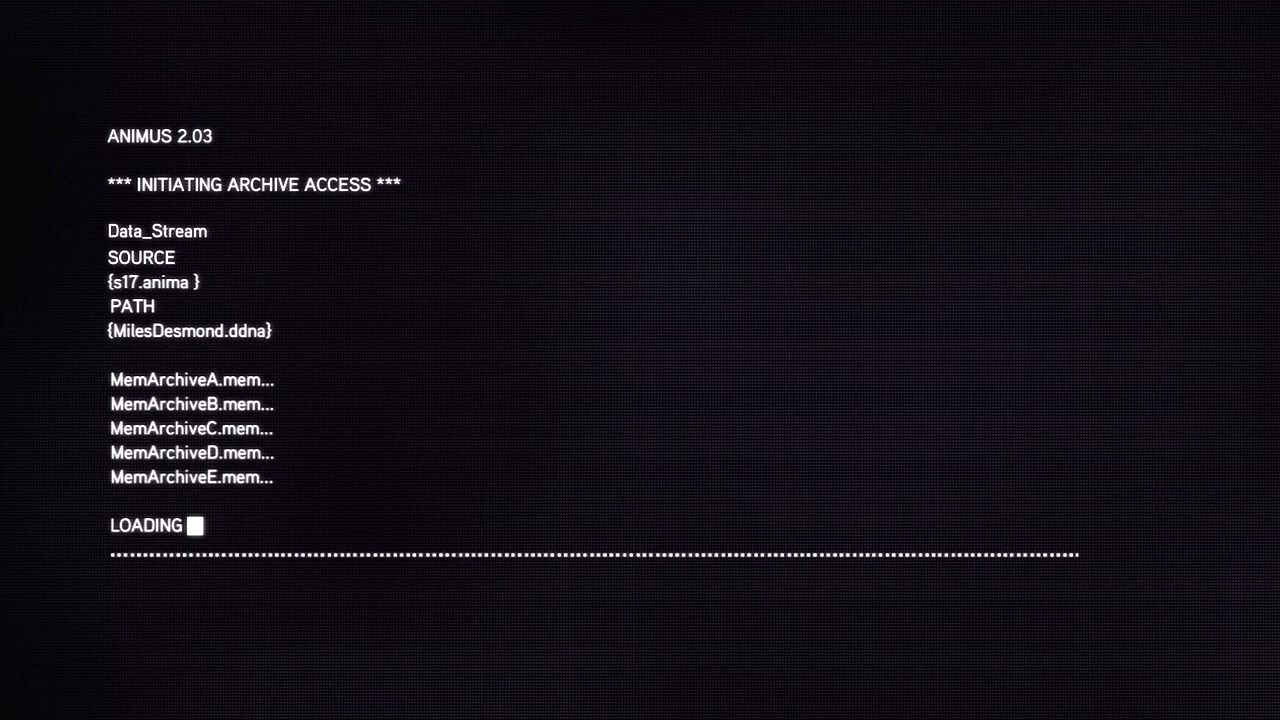 ANIMUS 2.03
*** INITIATING ARCHIVE ACCESS ***
Data_Stream
SOURCE
{s17.anima }
PATH
{MilesDesmond.ddna}
MemArchiveA.mem...
MemArchiveB.mem...
MemArchiveC.mem...
MemArchiveD.mem...
MemArchiveE.mem...
LOADING